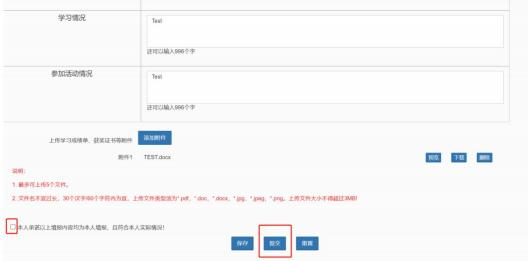 学习情况
Test
还可以输入996个字
参加活动情况
Test
还可以输入996个字
上传学习成绩单、获奖证书等附件 添加附件
附件1 TEST.docx 预览 下载 删除
说明:
1. 最多可上传5个文件。
2. 文件名不宜过长，30个汉字/60个字符内为宜，上传文件类型须为*.pdf、*.doc、*.docx、*.jpg、*.jpeg、*.png。上传文件大小不得超过3MB!
本人承诺以上填报内容均为本人填报，且符合本人实际情况!
保存 提交 重置